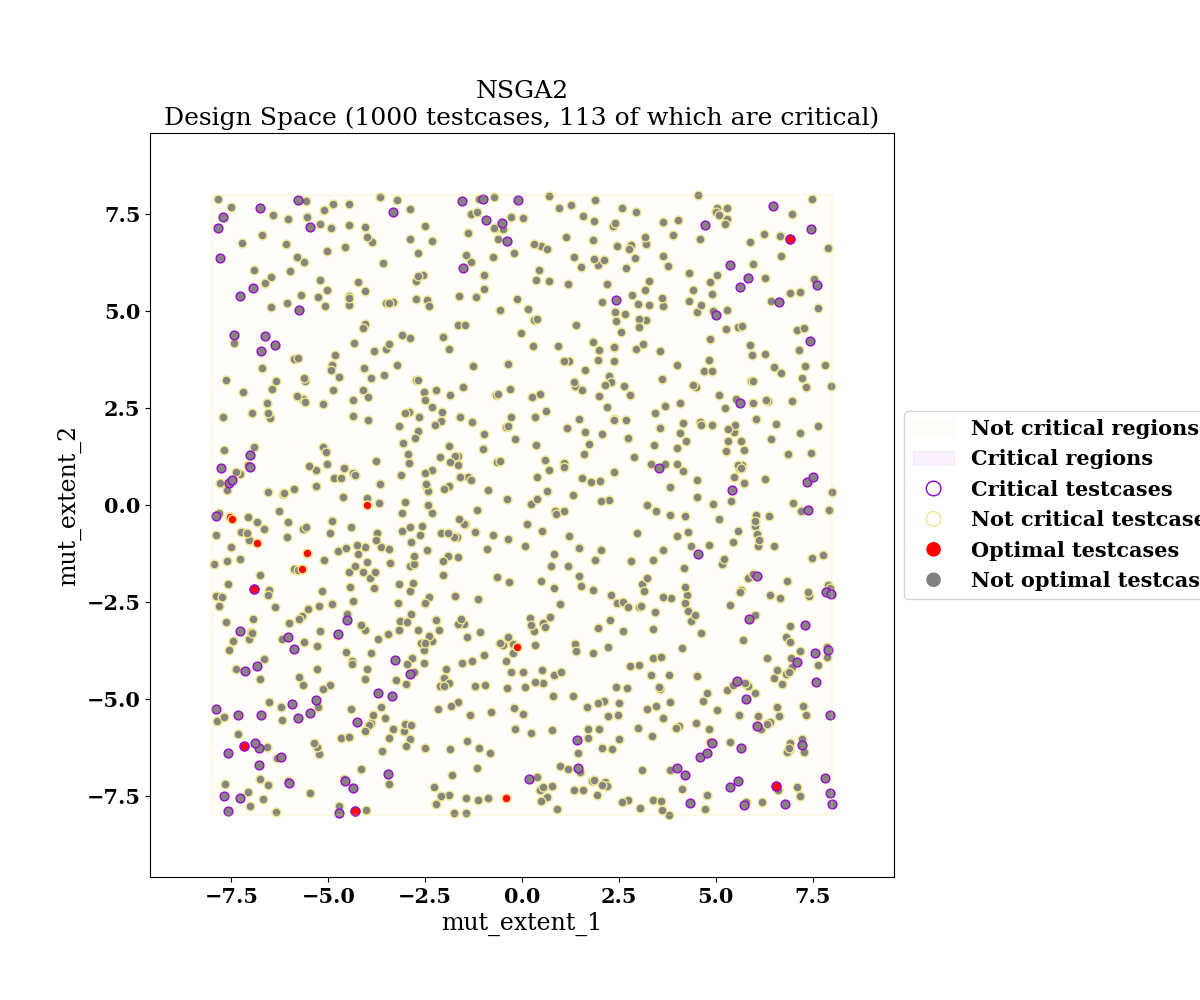 NSGA2
Design Space (1000 testcases, 113 of which are critical)
mut_extent_2
7.5
5.0
2.5
0.0
−2.5
−5.0
−7.5
−7.5 −5.0 −2.5 0.0 2.5 5.0 7.5
mut_extent_1
Not critical regions
Critical regions
Critical testcases
Not critical testcase
Optimal testcases
Not optimal testcas